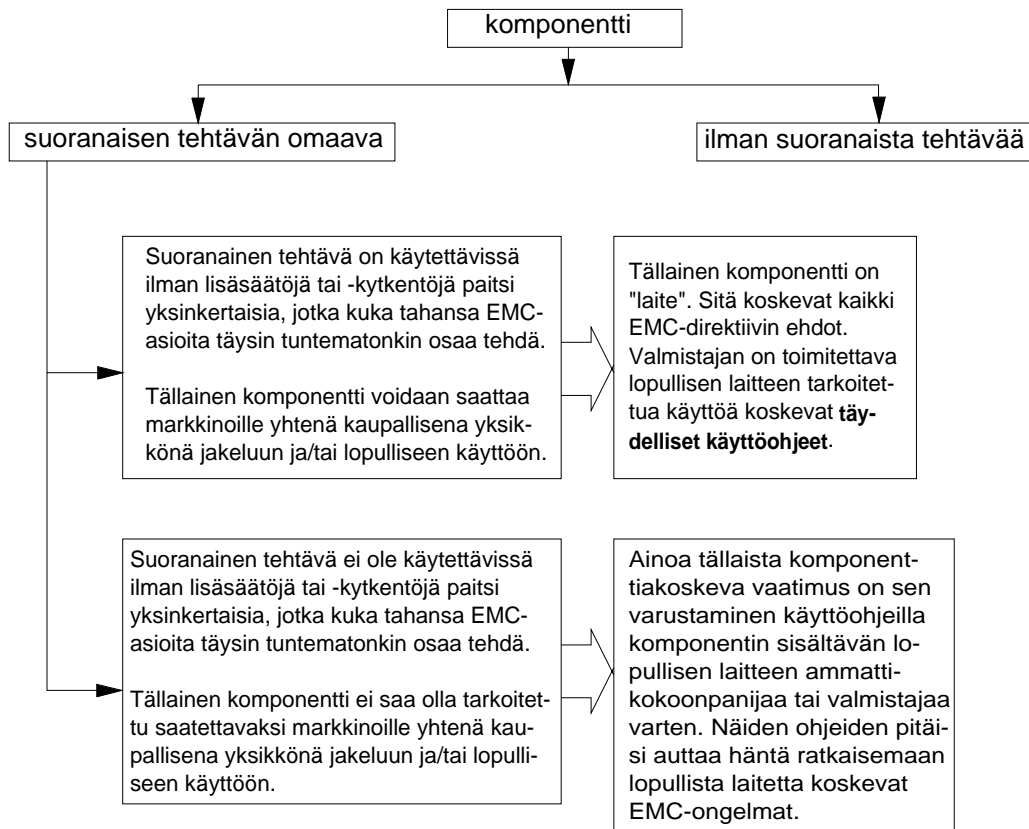 komponentti
suoranaisen tehtävän omaava
ilman suoranaista tehtävää
Suoranainen tehtävä on käytettävissä
ilman lisäsäätöjä tai -kytkentöjä paitsi
yksinkertaisia, jotka kuka tahansa EMC-
asioita täysin tuntematonkin osaa tehdä.
Tällainen komponentti voidaan saattaa
markkinoille yhtenä kaupallisena yksik-
könä jakeluun ja/tai lopulliseen käyttöön.
Tällainen komponentti on
"laite". Sitä koskevat kaikki
EMC-direktiivin ehdot.
Valmistajan on toimitettava
lopullisen laitteen tarkoitet-
tua käyttöä koskevat täy-
delliset käyttöohjeet.
Suoranainen tehtävä ei ole käytettävissä
ilman lisäsäätöjä tai -kytkentöjä paitsi
yksinkertaisia, jotka kuka tahansa EMC-
asioita täysin tuntematonkin osaa tehdä.
Tällainen komponentti ei saa olla tarkoitet-
tu saatettavaksi markkinoille yhtenä kau-
pallisena yksikkönä jakeluun ja/tai lopulli-
seen käyttöön.
Ainoa tällaista komponent-
tiakoskeva vaatimus on sen
varustaminen käyttöohjeilla
komponentin sisältävän lo-
pullisen laitteen ammatti-
kokoonpanijaa tai valmistajaa
varten. Näiden ohjeiden pitäi-
si auttaa häntä ratkaisemaan
lopullista laitetta koskevat
EMC-ongelmat.